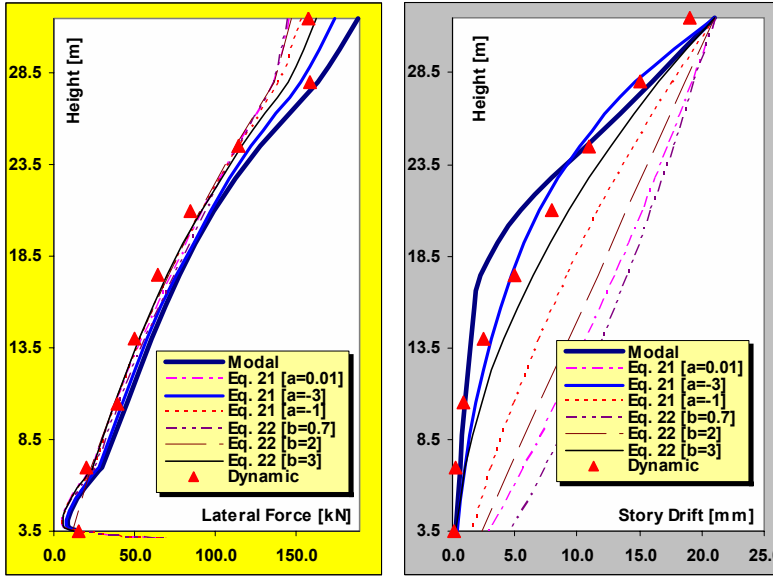 Height [m]
28.5
23.5
18.5
13.5
8.5
3.5
Modal
Eq. 21 [a=0.01]
Eq. 21 [a=-3]
Eq. 21 [a=-1]
Eq. 22 [b=0.7]
Eq. 22 [b=2]
Eq. 22 [b=3]
Dynamic
Lateral Force [kN]
0.0 50.0 100.0 150.0
Height [m]
28.5
23.5
18.5
13.5
8.5
3.5
Modal
Eq. 21 [a=0.01]
Eq. 21 [a=-3]
Eq. 21 [a=-1]
Eq. 22 [b=0.7]
Eq. 22 [b=2]
Eq. 22 [b=3]
Dynamic
Story Drift [mm]
0.0 5.0 10.0 15.0 20.0 25.0